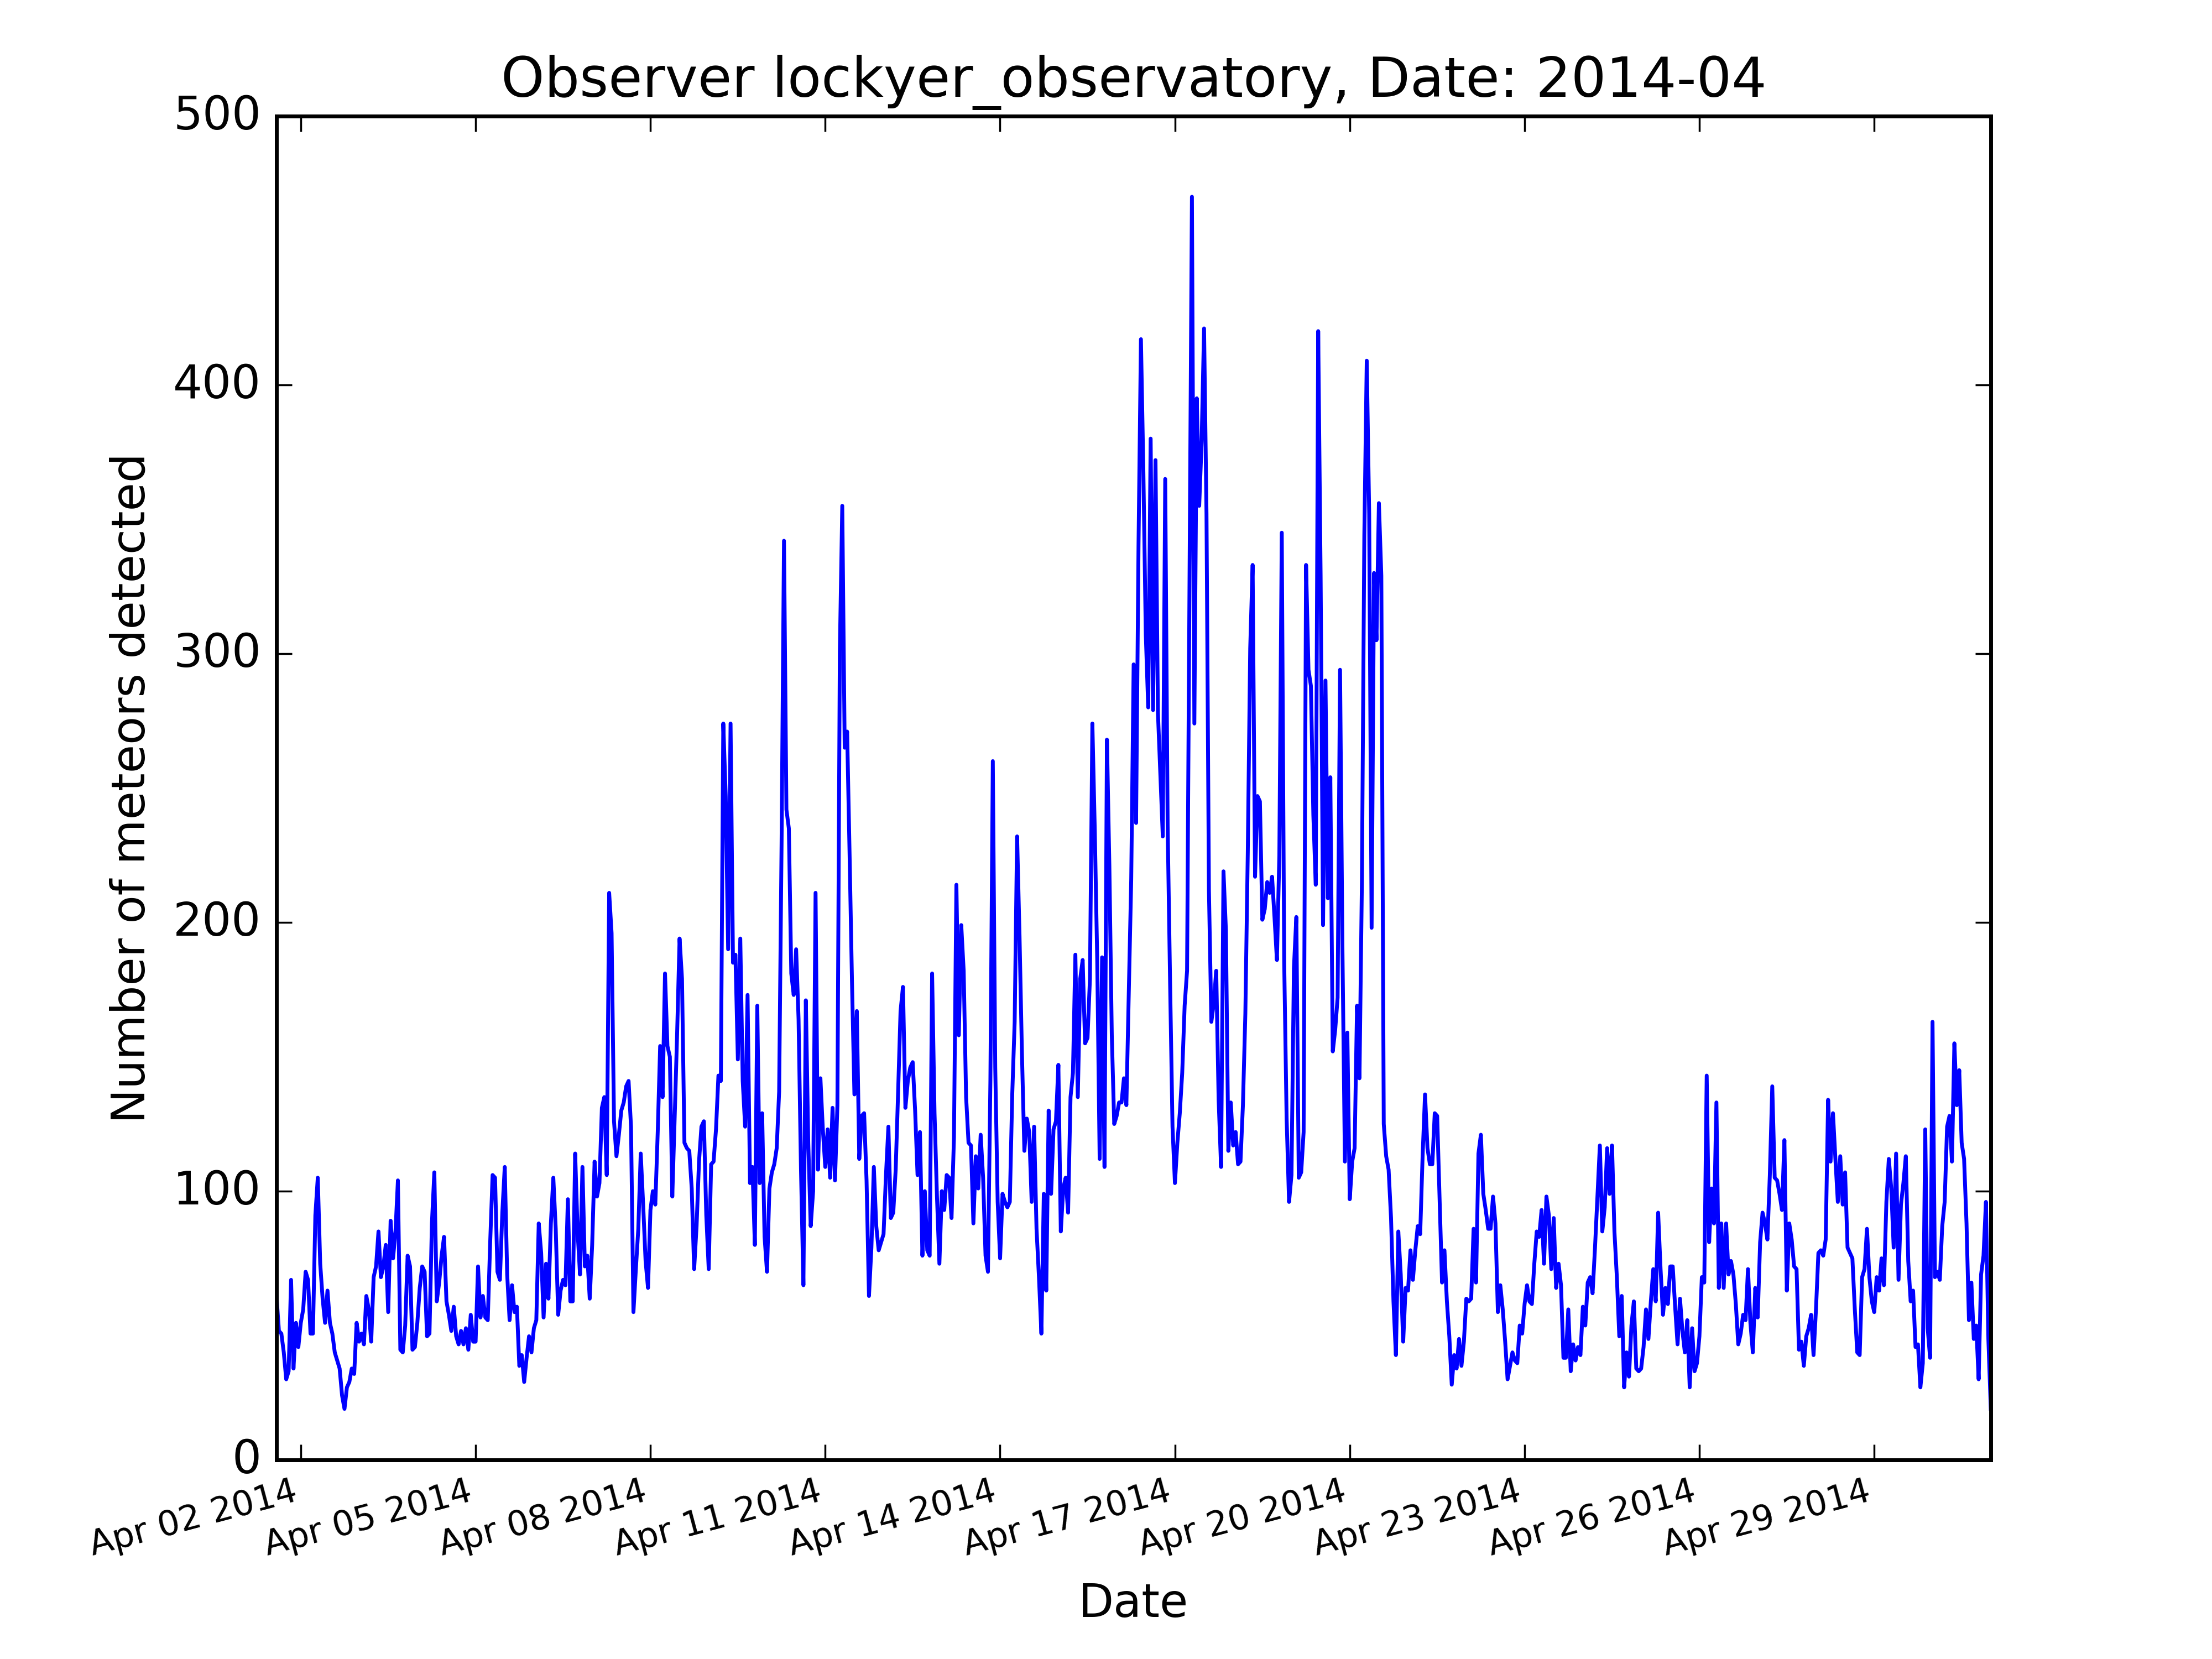 Observer lockyer_observatory, Date: 2014-04
500
400
300
200
100
0
Number of meteors detected
Apr 02 2014
Apr 05 2014
Apr 08 2014
Apr 11 2014
Apr 14 2014
Apr 17 2014
Apr 20 2014
Apr 23 2014
Apr 26 2014
Apr 29 2014
Date